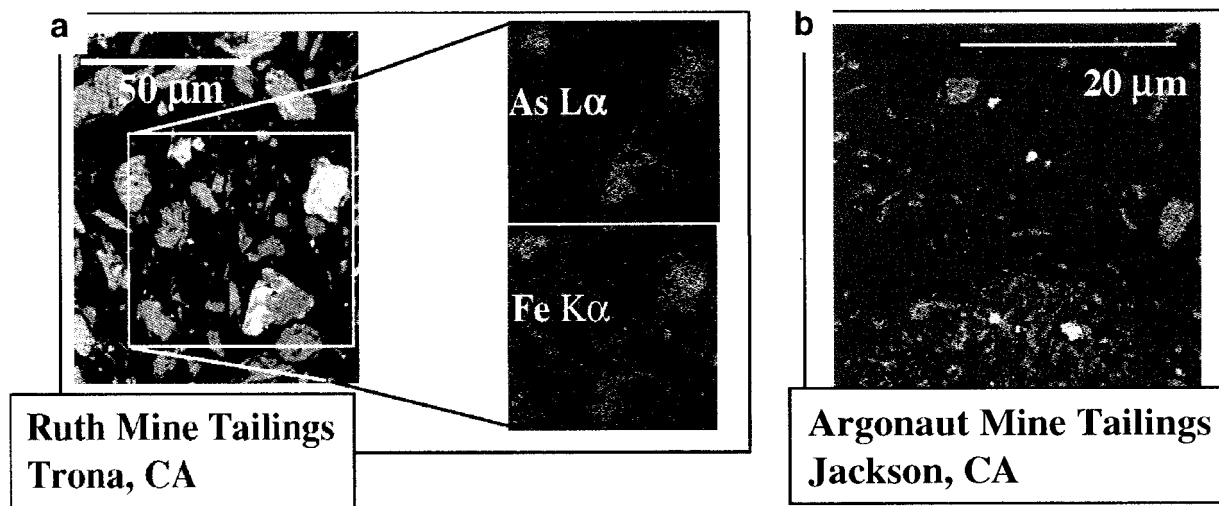 a
50 μm
As Lα
Fe Kα
Ruth Mine Tailings
Trona, CA
b
20 μm
Argonaut Mine Tailings
Jackson, CA